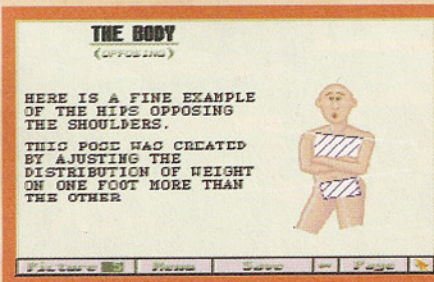 THE BODY
(OPPOSING)
HERE IS A FINE EXAMPLE
OF THE HIPS OPPOSING
THE SHOULDERS.
THIS POSE WAS CREATED
BY AJUSTING THE
DISTRIBUTION OF WEIGHT
ON ONE FOOT MORE THAN
THE OTHER
Picture 5 Menu Save Page